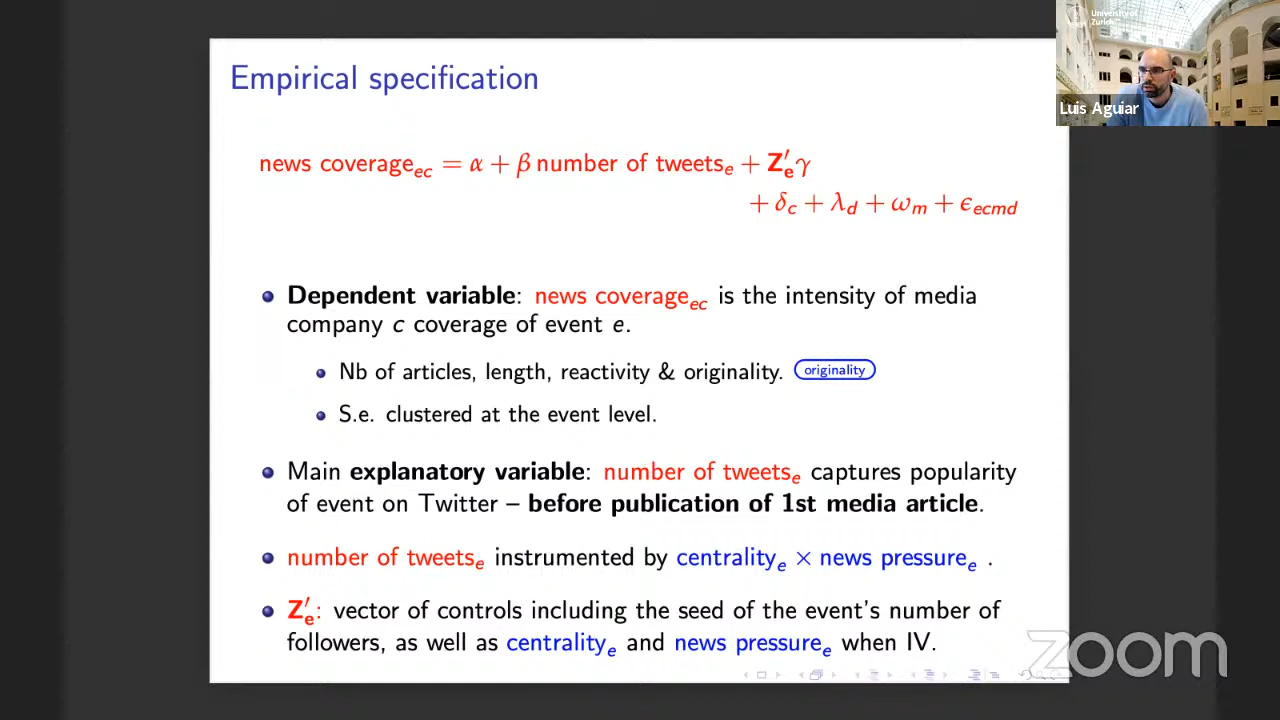 University of
Zurich
Luis Aguiar
Empirical specification
news coverage_ec = α + β number of tweets_e + Z′_e γ
+ δ_c + λ_d + ω_m + ϵ_ecmd
Dependent variable: news coverage_ec is the intensity of media
company c coverage of event e.
Nb of articles, length, reactivity & originality. originality
S.e. clustered at the event level.
Main explanatory variable: number of tweets_e captures popularity
of event on Twitter – before publication of 1st media article.
number of tweets_e instrumented by centrality_e × news pressure_e .
Z′_e: vector of controls including the seed of the event's number of
followers, as well as centrality_e and news pressure_e when IV.
zoom